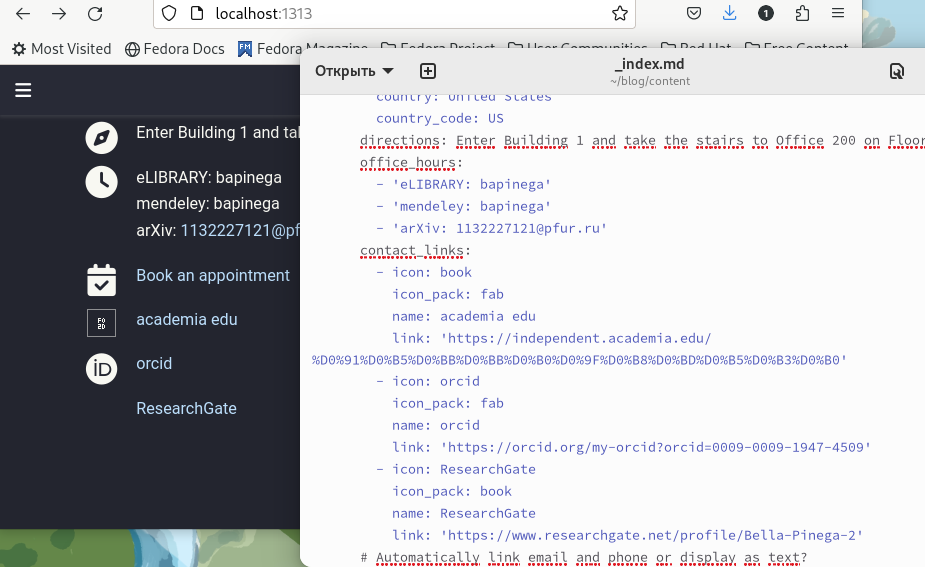 localhost:1313
1
Most Visited
Fedora Docs
Fedora Magazine
Fedora Project
User Communities
Red Hat
Free Content
Enter Building 1 and tak
eLIBRARY: bapinega
mendeley: bapinega
arXiv: 1132227121@pf
Book an appointment
academia edu
iD orcid
ResearchGate
Открыть
_index.md
~/blog/content
country: United States
country_code: US
directions: Enter Building 1 and take the stairs to Office 200 on Floor
office_hours:
- 'eLIBRARY: bapinega'
- 'mendeley: bapinega'
- 'arXiv: 1132227121@pfur.ru'
contact_links:
- icon: book
icon_pack: fab
name: academia edu
link: 'https://independent.academia.edu/
%D0%91%D0%B5%D0%BB%D0%BB%D0%B0%D0%9F%D0%B8%D0%BD%D0%B5%D0%B3%D0%B0'
- icon: orcid
icon_pack: fab
name: orcid
link: 'https://orcid.org/my-orcid?orcid=0009-0009-1947-4509'
- icon: ResearchGate
icon_pack: book
name: ResearchGate
link: 'https://www.researchgate.net/profile/Bella-Pinega-2'
# Automatically link email and phone or display as text?